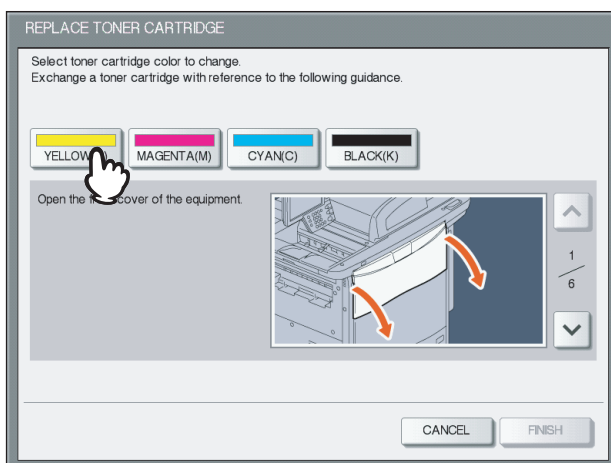 REPLACE TONER CARTRIDGE
Select toner cartridge color to change.
Exchange a toner cartridge with reference to the following guidance.
YELLOW
MAGENTA(M)
CYAN(C)
BLACK(K)
Open the cover of the equipment.
1
6
CANCEL
FINISH